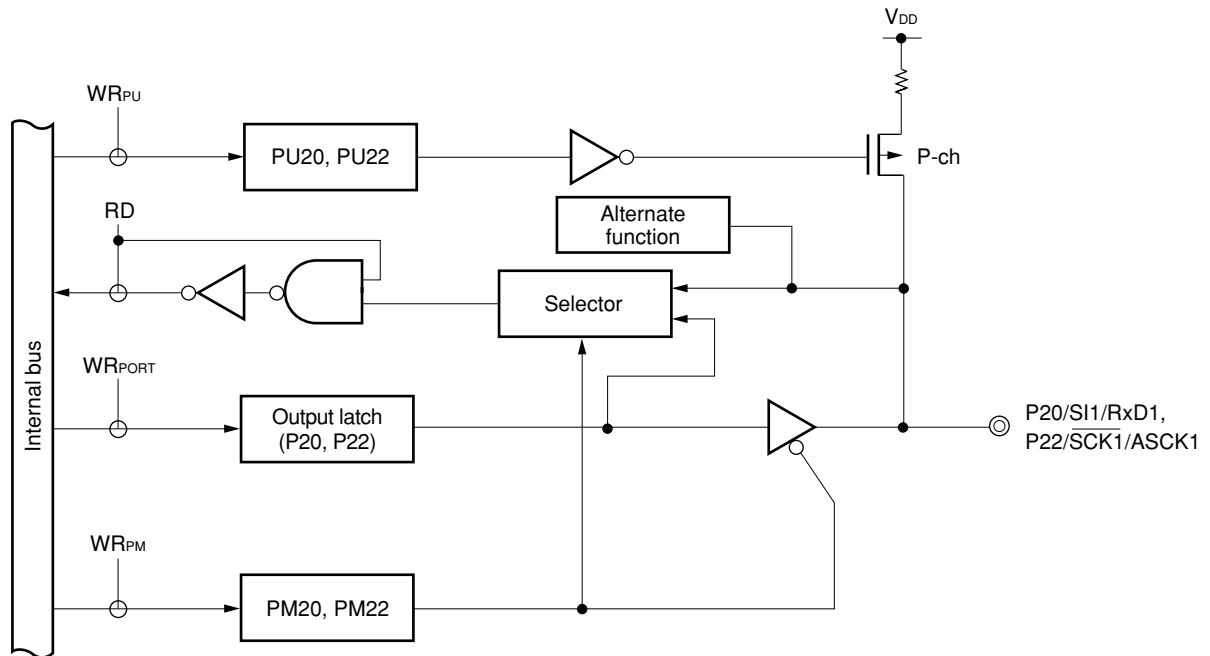 VDD
WRPU
PU20, PU22
P-ch
RD
Alternate
function
Selector
Internal bus
WRPORT
Output latch
(P20, P22)
P20/SI1/RxD1,
P22/S̅C̅K̅1̅/ASCK1
WRPM
PM20, PM22